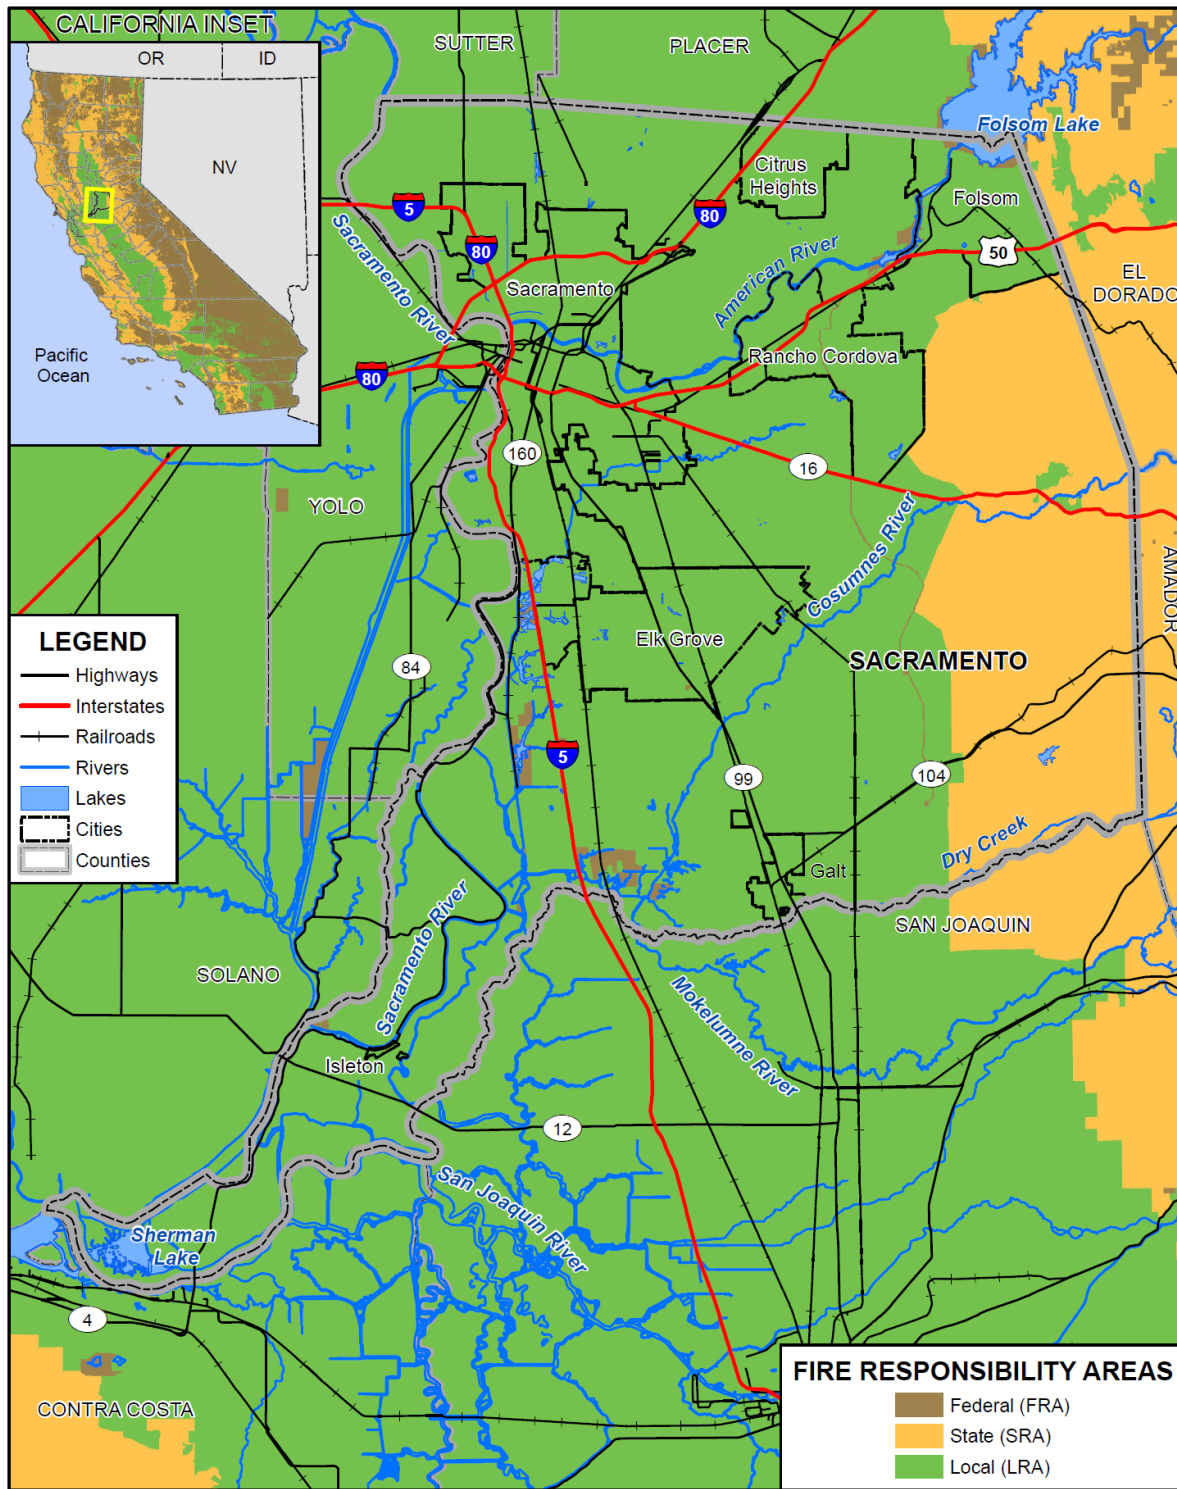 CALIFORNIA INSET
OR
ID
NV
Pacific
Ocean
SUTTER
PLACER
Folsom Lake
Citrus
Heights
Folsom
5
80
80
50
Sacramento River
Sacramento
American River
EL
DORADO
Rancho Cordova
80
160
16
YOLO
Cosumnes River
AMADOR
LEGEND
Highways
Interstates
Railroads
Rivers
Lakes
Cities
Counties
Elk Grove
SACRAMENTO
84
5
99
104
Dry Creek
Galt
SAN JOAQUIN
Sacramento River
SOLANO
Mokelumne River
Isleton
12
San Joaquin River
Sherman
Lake
4
CONTRA COSTA
FIRE RESPONSIBILITY AREAS
Federal (FRA)
State (SRA)
Local (LRA)